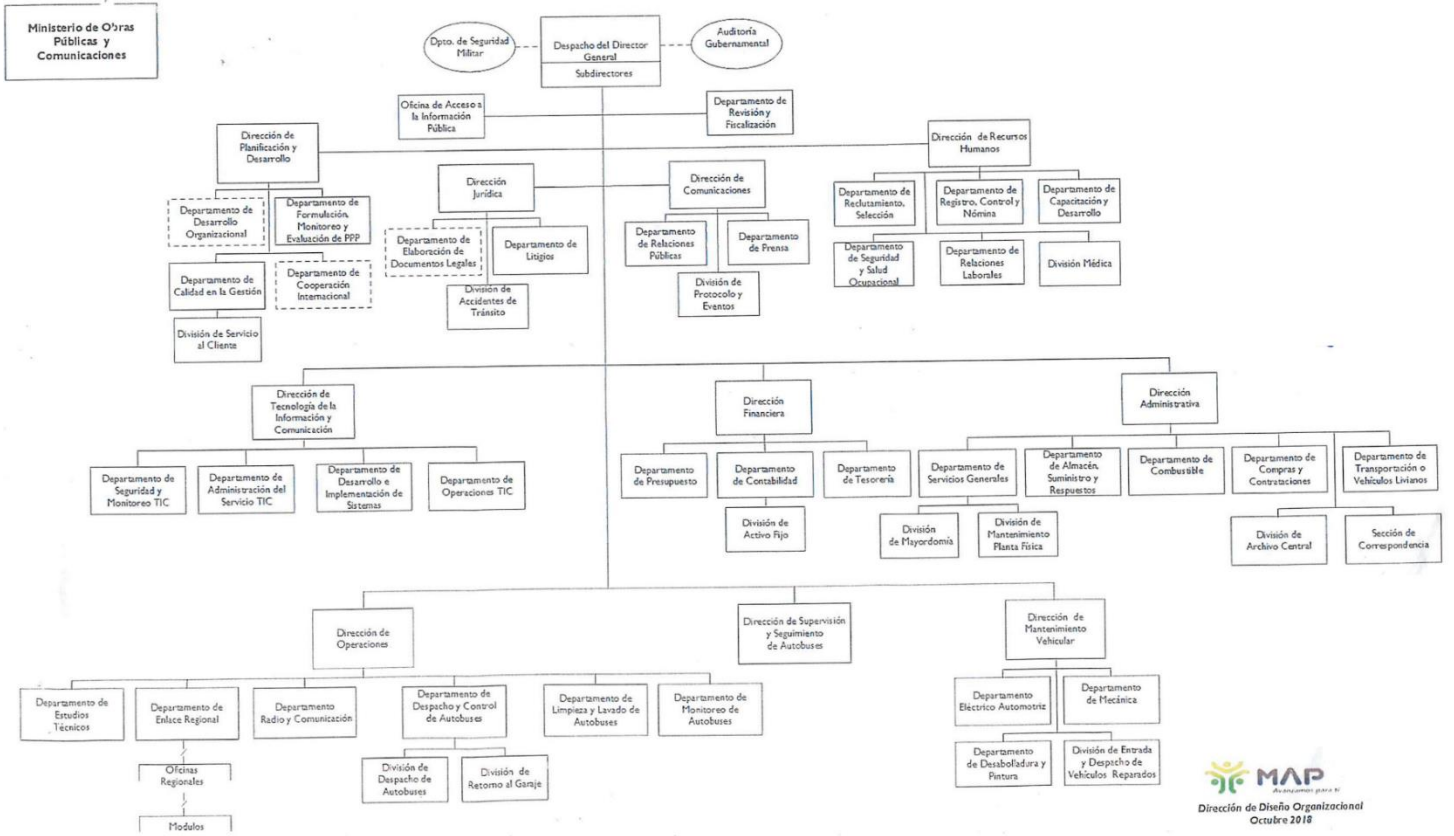 Ministerio de Obras
Públicas y
Comunicaciones
Dpto. de Seguridad
Militar
Despacho del Director
General
Subdirectores
Auditoría
Gubernamental
Oficina de Acceso a
la Información
Pública
Departamento de
Revisión y
Fiscalización
Dirección de
Planificación y
Desarrollo
Dirección de Recursos
Humanos
Dirección
Jurídica
Dirección de
Comunicaciones
Departamento de
Desarrollo
Organizacional
Departamento de
Formulación,
Monitoreo y
Evaluación de PPP
Departamento de
Calidad en la Gestión
Departamento de
Cooperación
Internacional
División de Servicio
al Cliente
Departamento de
Elaboración de
Documentos Legales
Departamento de
Litigios
División de
Accidentes de
Tránsito
Departamento
de Relaciones
Públicas
Departamento
de Prensa
División de
Protocolo y
Eventos
Departamento de
Reclutamiento,
Selección
Departamento de
Registro, Control y
Nómina
Departamento de
Capacitación y
Desarrollo
Departamento
de Seguridad
y Salud
Ocupacional
Departamento de
Relaciones
Laborales
División Médica
Dirección de
Tecnología de la
Información y
Comunicación
Dirección
Financiera
Dirección
Administrativa
Departamento de
Seguridad y
Monitoreo TIC
Departamento de
Administración del
Servicio TIC
Departamento de
Desarrollo e
Implementación de
Sistemas
Departamento de
Operaciones TIC
Departamento
de Presupuesto
Departamento
de Contabilidad
Departamento
de Tesorería
División de
Activo Fijo
Departamento de
Servicios Generales
Departamento
de Almacén,
Suministro y
Respuestos
Departamento de
Combustible
Departamento de
Compras y
Contrataciones
Departamento de
Transportación o
Vehículos Livianos
División
de Mayordomía
División de
Mantenimiento
Planta Física
División de
Archivo Central
Sección de
Correspondencia
Dirección de
Operaciones
Dirección de Supervisión
y Seguimiento
de Autobuses
Dirección de
Mantenimiento
Vehicular
Departamento de
Estudios
Técnicos
Departamento de
Enlace Regional
Departamento
Radio y Comunicación
Departamento de
Despacho y Control
de Autobuses
Departamento de
Limpieza y Lavado de
Autobuses
Departamento de
Monitoreo de
Autobuses
Oficinas
Regionales
Modulos
División de
Despacho de
Autobuses
División de
Retorno al Garaje
Departamento
Eléctrico Automotriz
Departamento
de Mecánica
Departamento
de Desabolladura y
Pintura
División de Entrada
y Despacho de
Vehículos Reparados
MAP
Avanzamos para ti
Dirección de Diseño Organizacional
Octubre 2018